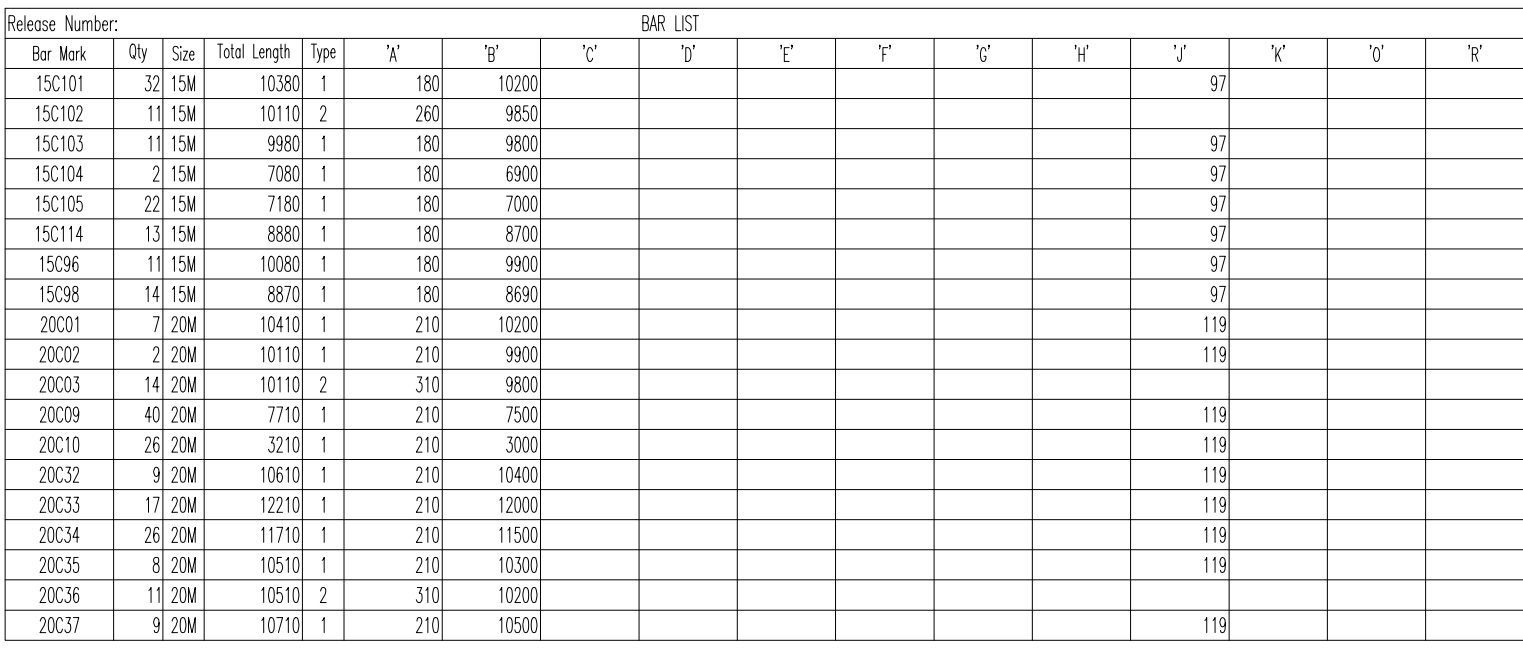 Release Number: BAR LIST
Bar Mark Qty Size Total Length Type 'A' 'B' 'C' 'D' 'E' 'F' 'G' 'H' 'J' 'K' 'O' 'R'
15C101 32 15M 10380 1 180 10200 97
15C102 11 15M 10110 2 260 9850
15C103 11 15M 9980 1 180 9800 97
15C104 2 15M 7080 1 180 6900 97
15C105 22 15M 7180 1 180 7000 97
15C114 13 15M 8880 1 180 8700 97
15C96 11 15M 10080 1 180 9900 97
15C98 14 15M 8870 1 180 8690 97
20C01 7 20M 10410 1 210 10200 119
20C02 2 20M 10110 1 210 9900 119
20C03 14 20M 10110 2 310 9800
20C09 40 20M 7710 1 210 7500 119
20C10 26 20M 3210 1 210 3000 119
20C32 9 20M 10610 1 210 10400 119
20C33 17 20M 12210 1 210 12000 119
20C34 26 20M 11710 1 210 11500 119
20C35 8 20M 10510 1 210 10300 119
20C36 11 20M 10510 2 310 10200
20C37 9 20M 10710 1 210 10500 119